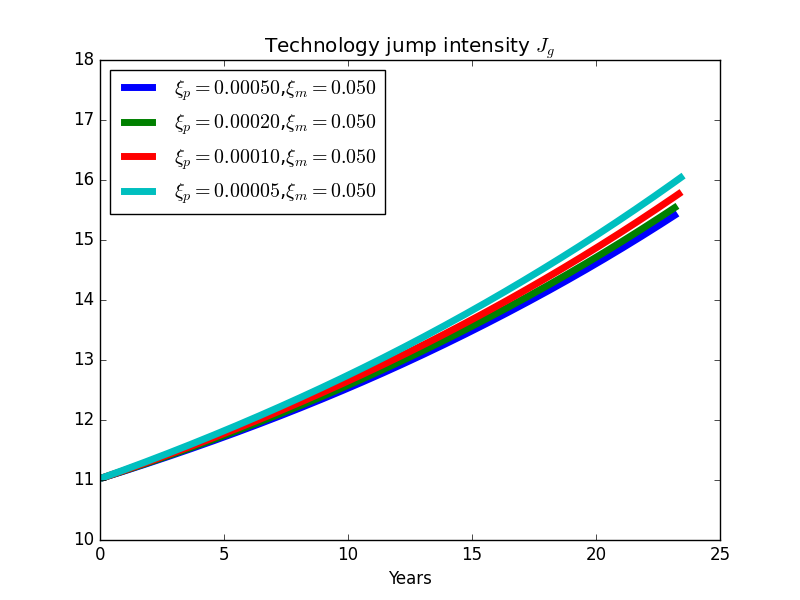 Technology jump intensity $J_g$
18
17
16
15
14
13
12
11
10
$\xi_p = 0.00050$,$\xi_m = 0.050$
$\xi_p = 0.00020$,$\xi_m = 0.050$
$\xi_p = 0.00010$,$\xi_m = 0.050$
$\xi_p = 0.00005$,$\xi_m = 0.050$
0 5 10 15 20 25
Years